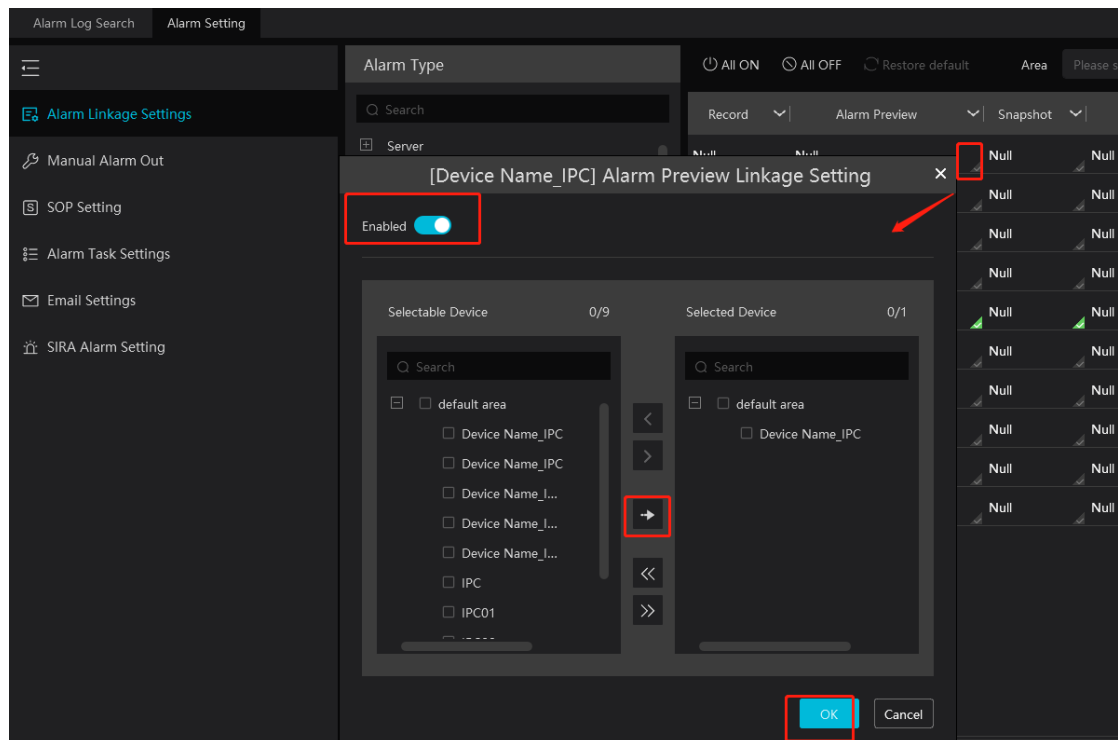 Alarm Log Search Alarm Setting
Alarm Type All ON All OFF Restore default Area Please s
Alarm Linkage Settings
Manual Alarm Out
SOP Setting
Alarm Task Settings
Email Settings
SIRA Alarm Setting
Search
Server
Record Alarm Preview Snapshot
Null Null Null Null
[Device Name_IPC] Alarm Preview Linkage Setting
Enabled
Selectable Device 0/9 Selected Device 0/1
Search Search
default area default area
Device Name_IPC Device Name_IPC
Device Name_IPC
Device Name_I...
Device Name_I...
Device Name_I...
IPC
IPC01
OK Cancel
Null Null
Null Null
Null Null
Null Null
Null Null
Null Null
Null Null
Null Null
Null Null